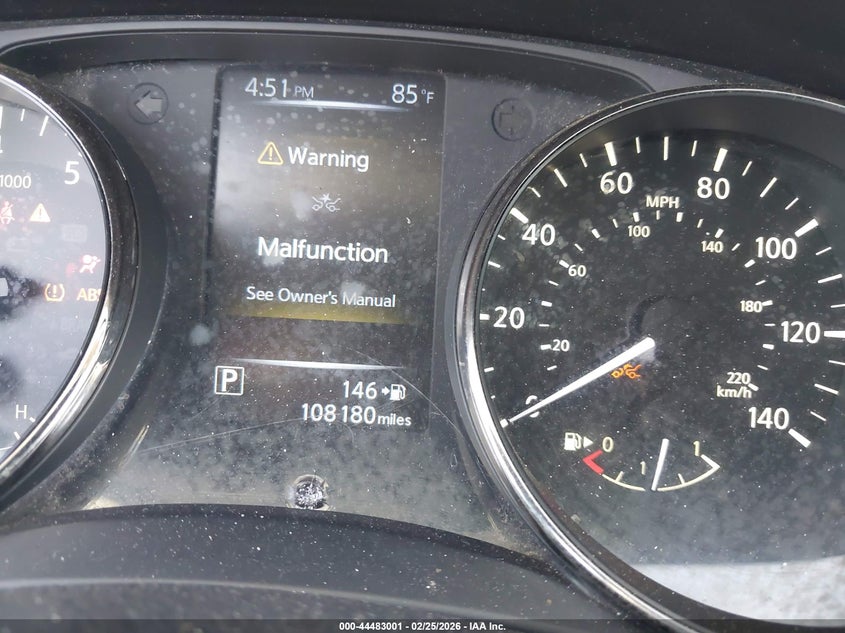 4:51 PM 85°F
Warning
Malfunction
See Owner's Manual
P
146
108180 miles
5
1000
ABS
H
0 20 40 60 80 100 120 140
MPH
20 60 100 140 180 220
km/h
0 1 1
000-44483001 - 02/25/2026 - IAA Inc.